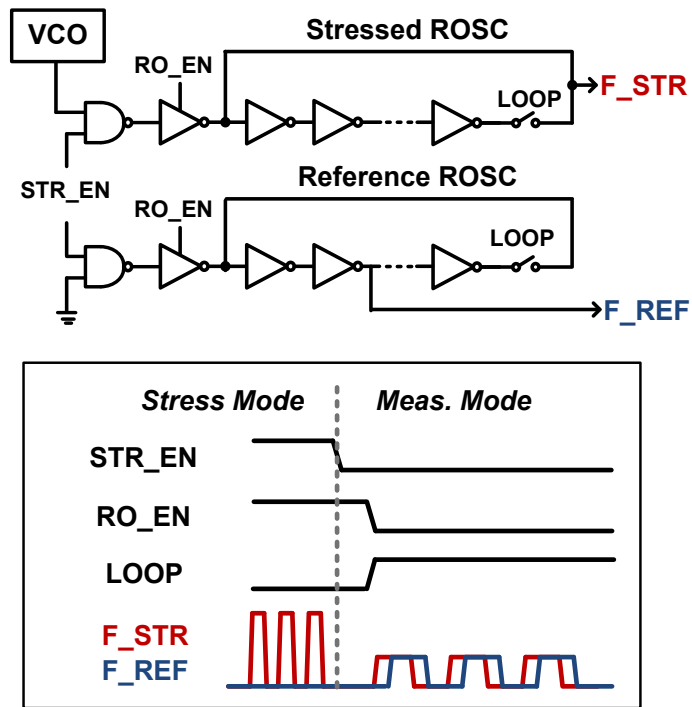 VCO
Stressed ROSC
RO_EN
LOOP
F_STR
STR_EN
Reference ROSC
RO_EN
LOOP
F_REF
Stress Mode
Meas. Mode
STR_EN
RO_EN
LOOP
F_STR
F_REF